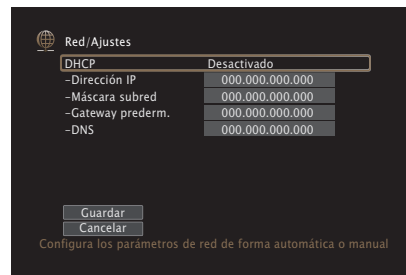 Red/Ajustes
DHCP Desactivado
-Dirección IP 000.000.000.000
-Máscara subred 000.000.000.000
-Gateway prederm. 000.000.000.000
-DNS 000.000.000.000
Guardar
Cancelar
Configura los parámetros de red de forma automática o manual